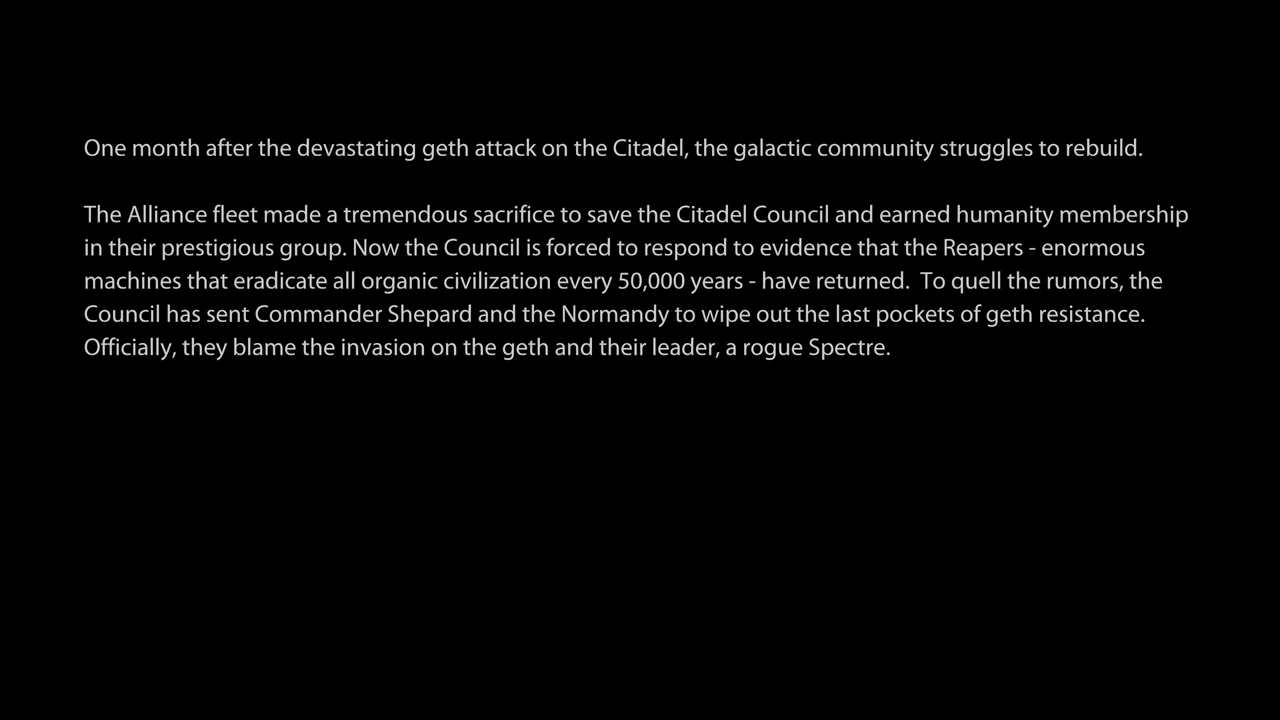 One month after the devastating geth attack on the Citadel, the galactic community struggles to rebuild.
The Alliance fleet made a tremendous sacrifice to save the Citadel Council and earned humanity membership
in their prestigious group. Now the Council is forced to respond to evidence that the Reapers - enormous
machines that eradicate all organic civilization every 50,000 years - have returned.  To quell the rumors, the
Council has sent Commander Shepard and the Normandy to wipe out the last pockets of geth resistance.
Officially, they blame the invasion on the geth and their leader, a rogue Spectre.